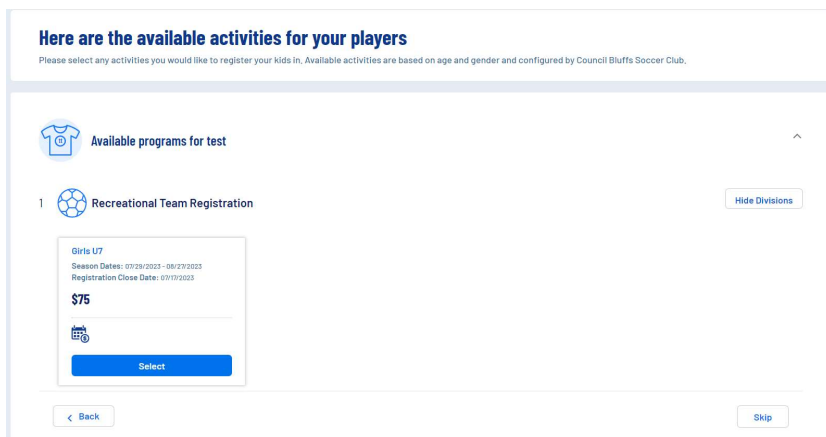 Here are the available activities for your players
Please select any activities you would like to register your kids in. Available activities are based on age and gender and configured by Council Bluffs Soccer Club.
11
Available programs for test
1
Recreational Team Registration
Hide Divisions
Girls U7
Season Dates: 07/29/2023 - 08/27/2023
Registration Close Date: 07/17/2023
$75
Select
Back
Skip